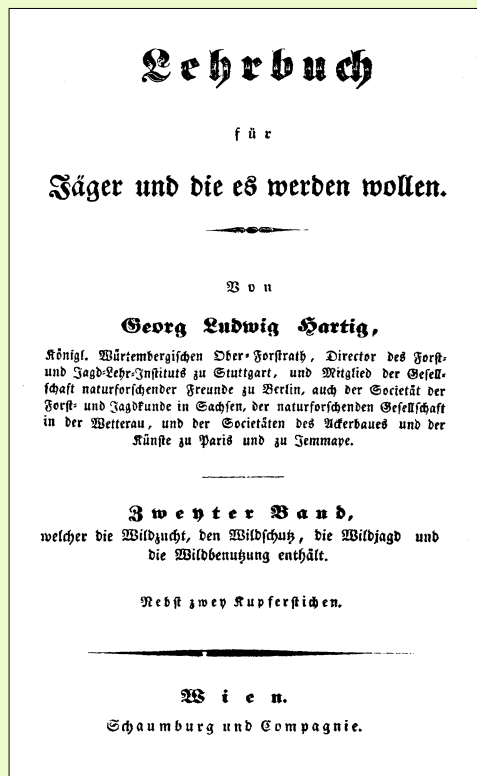 Lehrbuch
für
Jäger und die es werden wollen.
Von
Georg Ludwig Hartig,
Königl. Würtembergischen Ober-Forstrath, Director des Forst-
und Jagd-Lehr-Instituts zu Stuttgart, und Mitglied der Gesell-
schaft naturforschender Freunde zu Berlin, auch der Societät der
Forst- und Jagdkunde in Sachsen, der naturforschenden Gesellschaft
in der Wetterau, und der Societäten des Ackerbaues und der
Künste zu Paris und zu Jemmape.
Zweyter Band,
welcher die Wildzucht, den Wildschutz, die Wildjagd und
die Wildbenutzung enthält.
Nebst zwey Kupferstichen.
Wien.
Schaumburg und Compagnie.